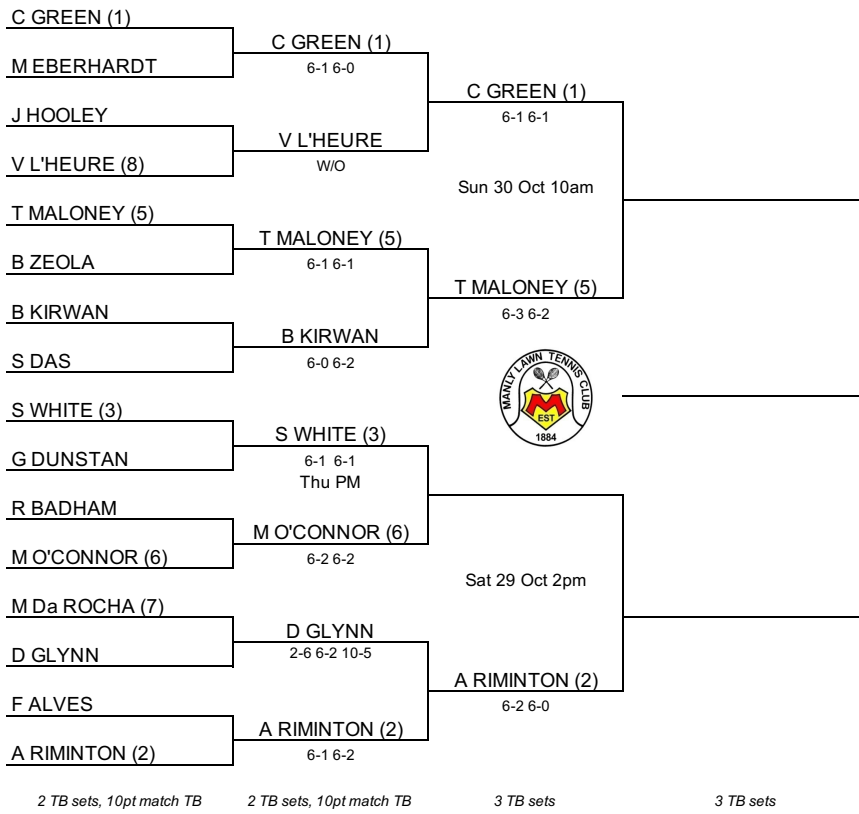 C GREEN (1)
M EBERHARDT
J HOOLEY
V L'HEURE (8)
T MALONEY (5)
B ZEOLA
B KIRWAN
S DAS
S WHITE (3)
G DUNSTAN
R BADHAM
M O'CONNOR (6)
M Da ROCHA (7)
D GLYNN
F ALVES
A RIMINTON (2)
2 TB sets, 10pt match TB
C GREEN (1)
6-1 6-0
V L'HEURE
W/O
T MALONEY (5)
6-1 6-1
B KIRWAN
6-0 6-2
S WHITE (3)
6-1 6-1
Thu PM
M O'CONNOR (6)
6-2 6-2
D GLYNN
2-6 6-2 10-5
A RIMINTON (2)
6-1 6-2
2 TB sets, 10pt match TB
C GREEN (1)
6-1 6-1
Sun 30 Oct 10am
T MALONEY (5)
6-3 6-2
MANLY LAWN TENNIS CLUB
M
EST
1884
Sat 29 Oct 2pm
A RIMINTON (2)
6-2 6-0
3 TB sets
3 TB sets